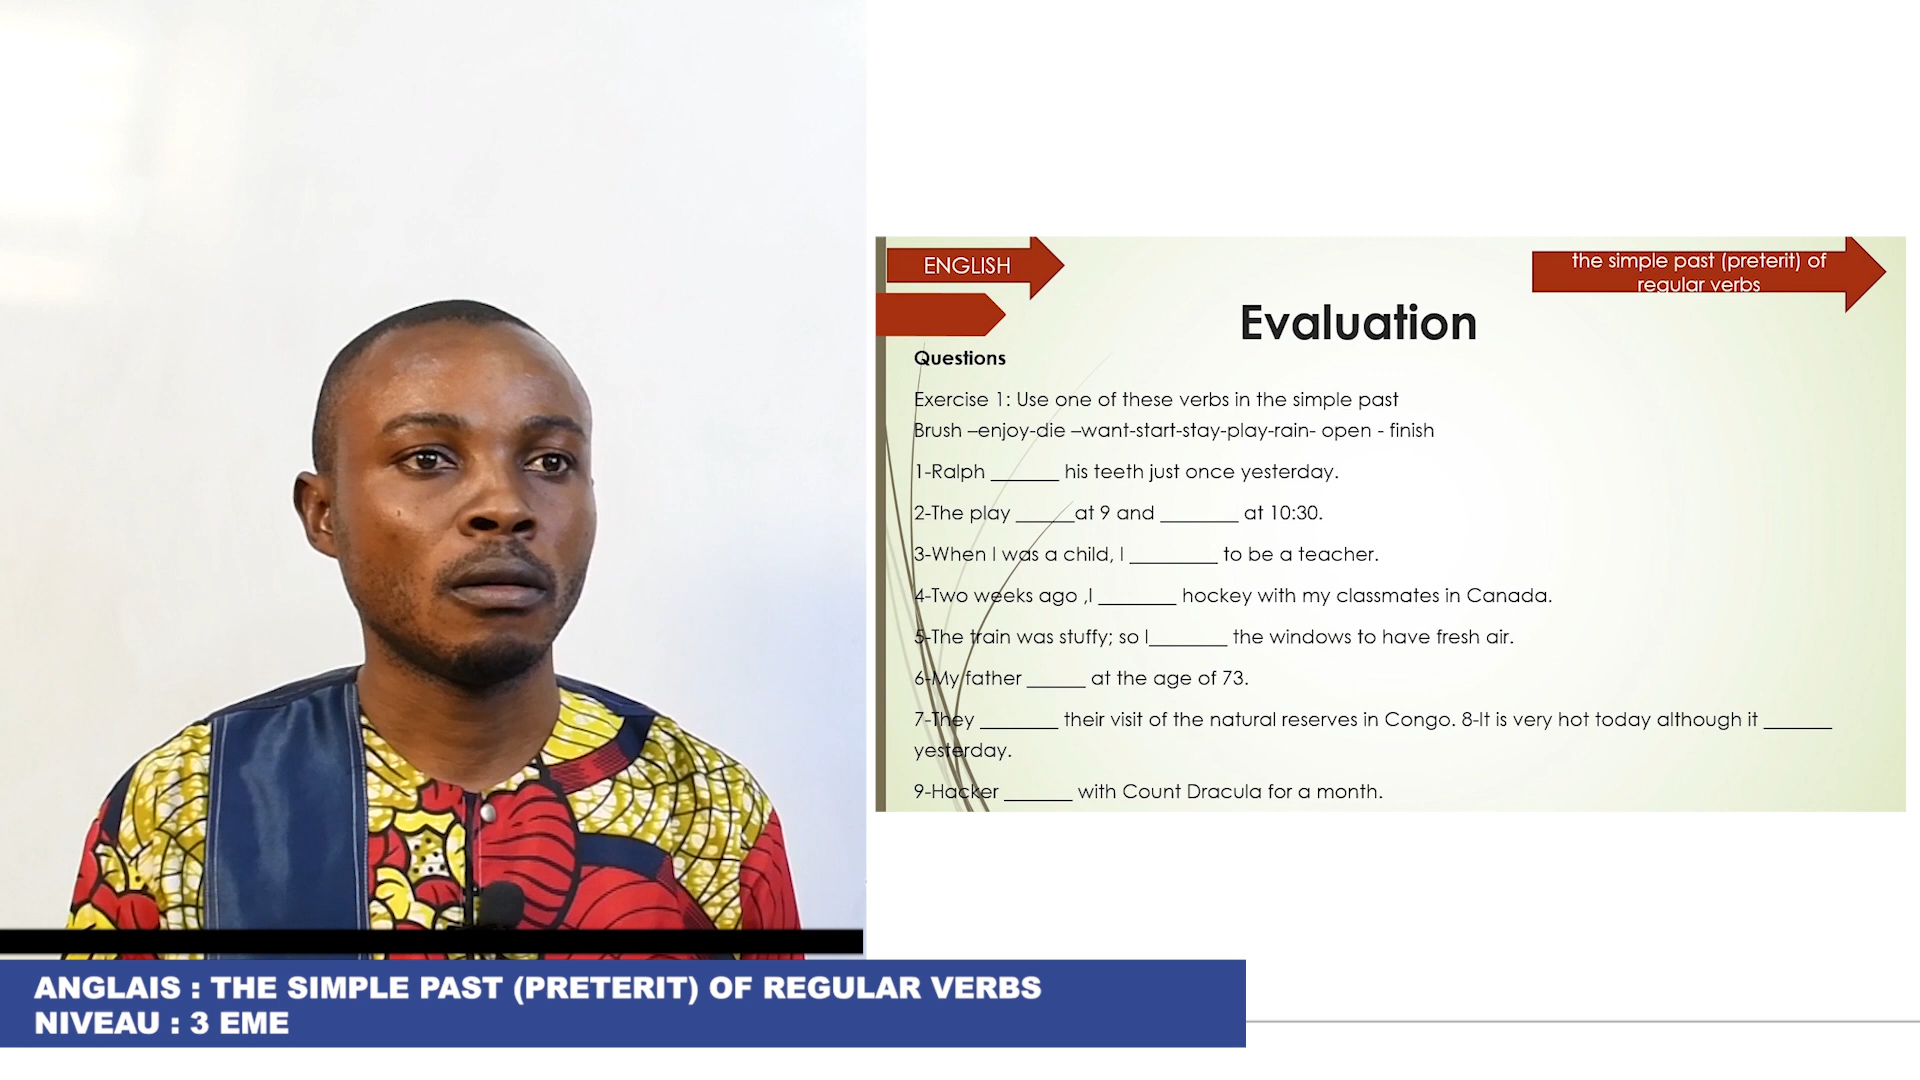 ENGLISH
the simple past (preterit) of
regular verbs
Evaluation
Questions
Exercise 1: Use one of these verbs in the simple past
Brush –enjoy-die –want-start-stay-play-rain- open - finish
1-Ralph _______ his teeth just once yesterday.
2-The play ______at 9 and ________ at 10:30.
3-When I was a child, I _________ to be a teacher.
4-Two weeks ago ,I ________ hockey with my classmates in Canada.
5-The train was stuffy; so I________ the windows to have fresh air.
6-My father ______ at the age of 73.
7-They ________ their visit of the natural reserves in Congo. 8-It is very hot today although it _______
yesterday.
9-Hacker _______ with Count Dracula for a month.
ANGLAIS : THE SIMPLE PAST (PRETERIT) OF REGULAR VERBS
NIVEAU : 3 EME